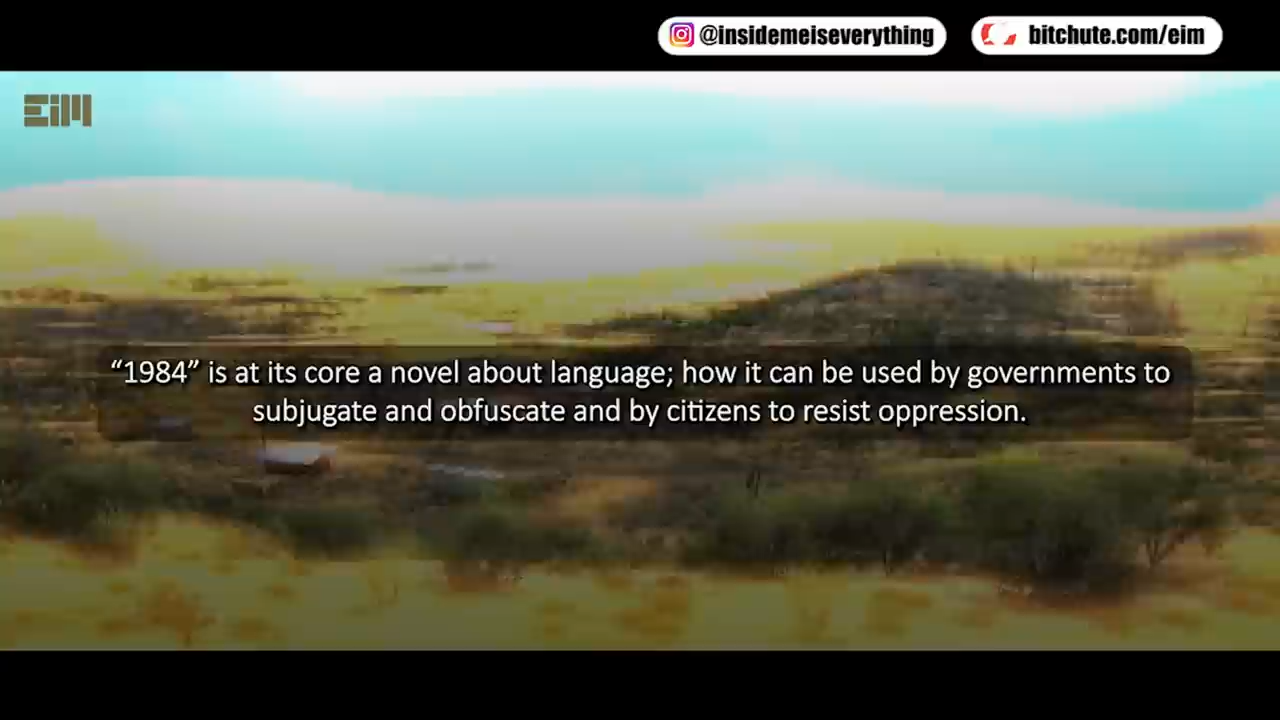 @insidemeiseverything
bitchute.com/eim
EiM
“1984” is at its core a novel about language; how it can be used by governments to
subjugate and obfuscate and by citizens to resist oppression.